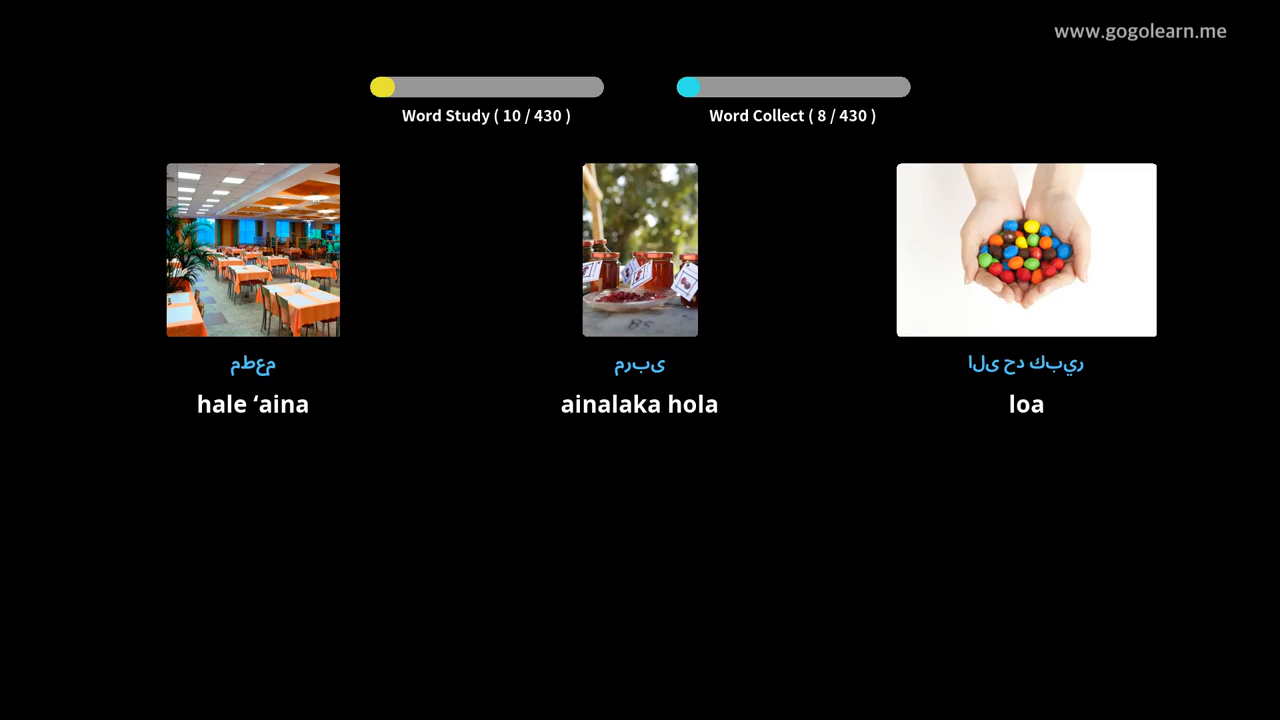 www.gogolearn.me
Word Study ( 10 / 430 )
Word Collect ( 8 / 430 )
مطعم
hale ‘aina
مربى
ainalaka hola
الى حد كبير
loa